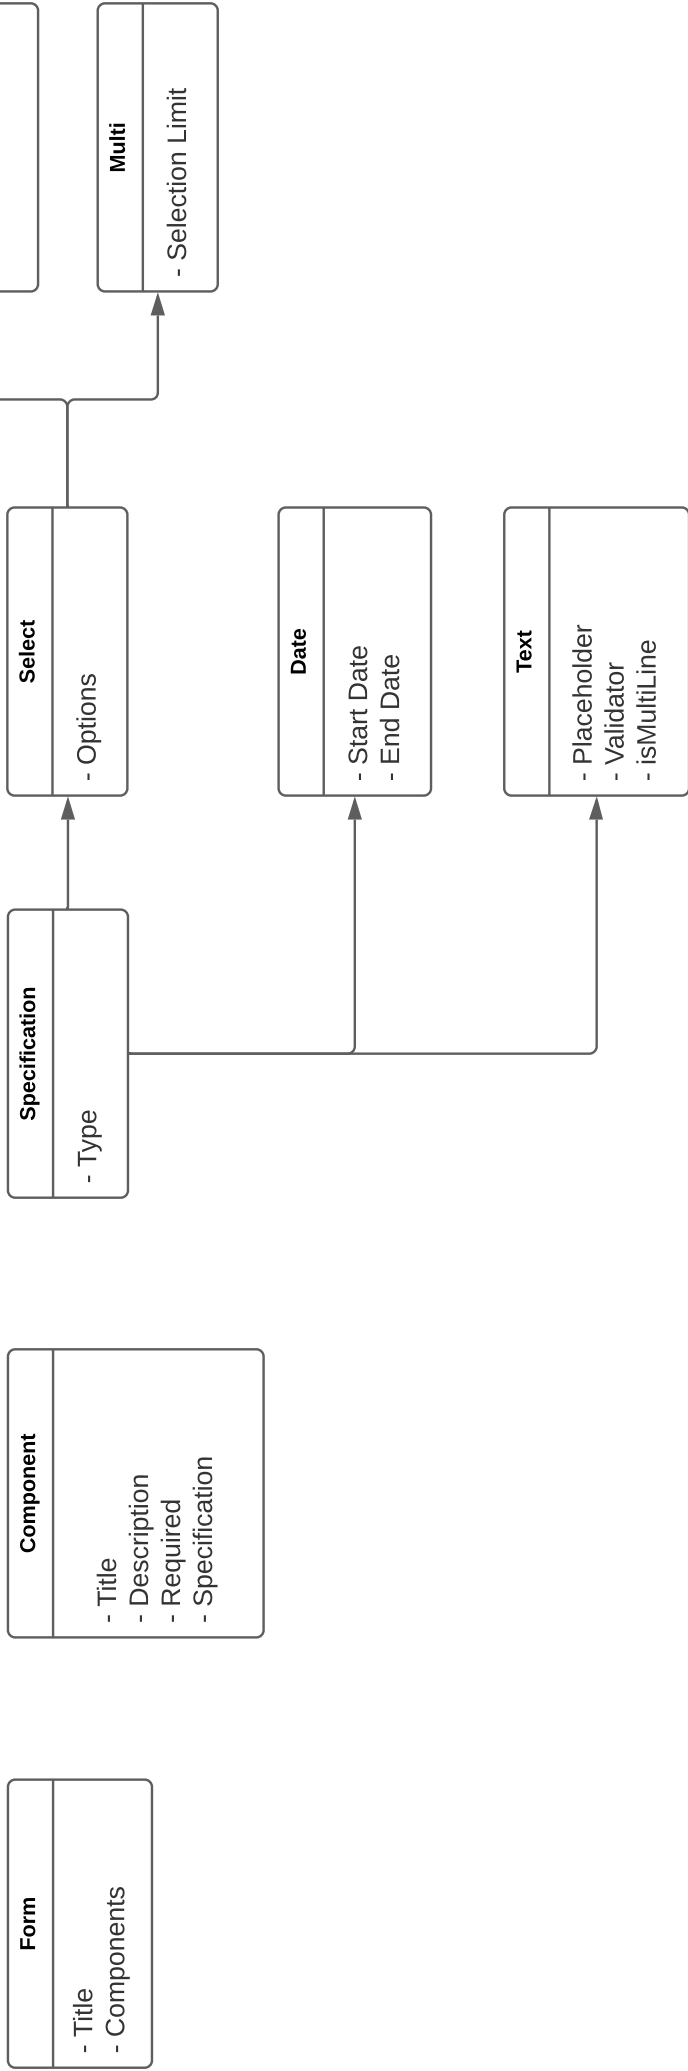 Form
- Title
- Components
Component
- Title
- Description
- Required
- Specification
Specification
- Type
Select
- Options
Date
- Start Date
- End Date
Text
- Placeholder
- Validator
- isMultiLine
Multi
- Selection Limit